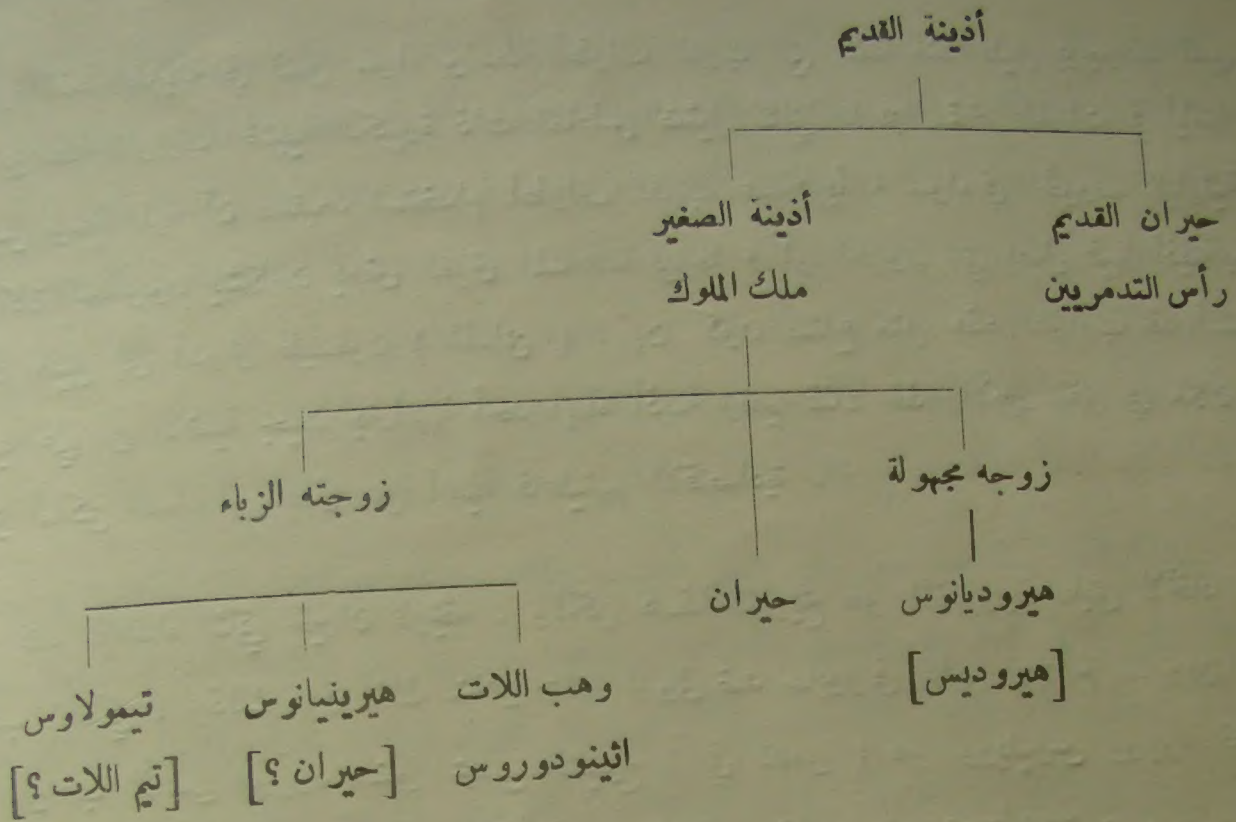 أذينة القديم
حيران القديم
رأس التدمريين
أذينة الصغير
ملك الملوك
زوجه مجهولة
زوجته الزباء
هيروديانوس
[هيروديس]
حيران
وهب اللات
اثينودوروس
هيرينيانوس
[حيران ؟]
تيمولاوس
[تيم اللات ؟]